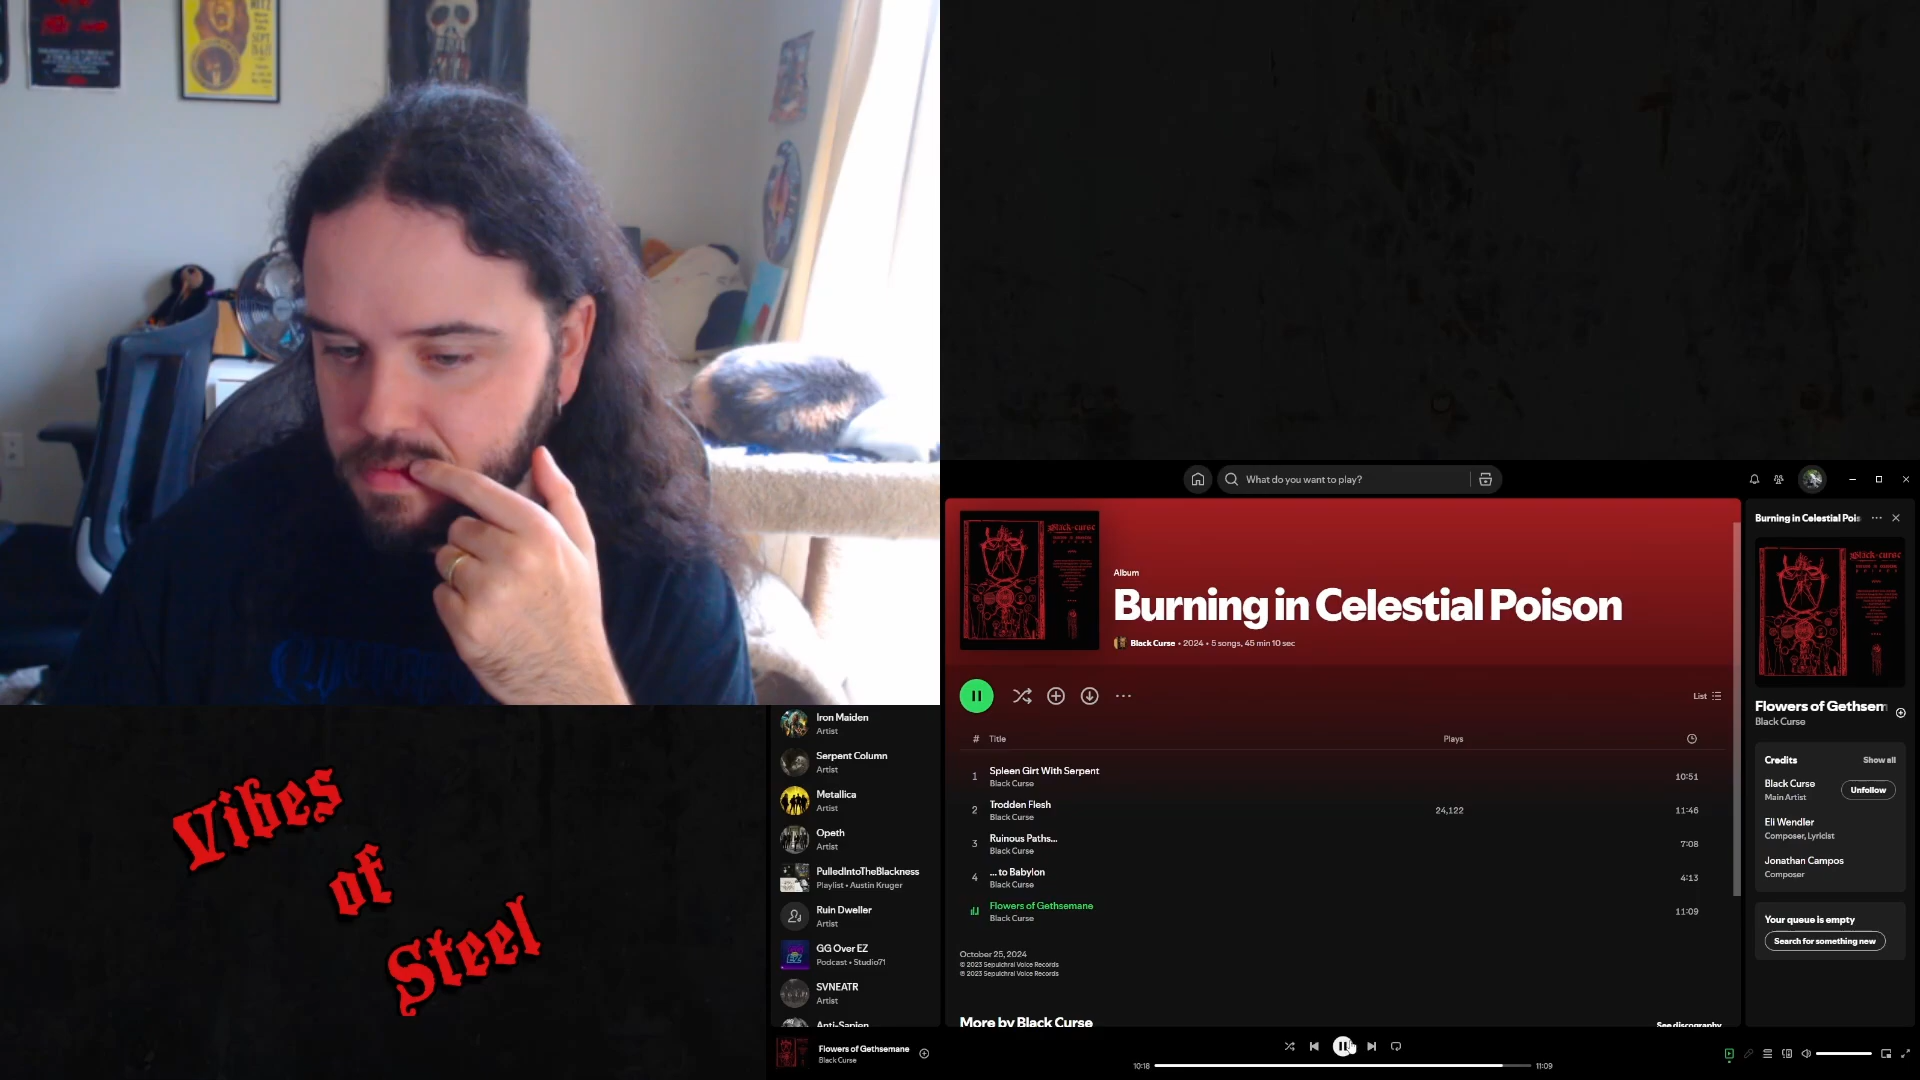 SEPT.
Vibes
of
Steel
Iron Maiden
Artist
Serpent Column
Artist
Metallica
Artist
Opeth
Artist
PulledIntoTheBlackness
Playlist • Austin Kruger
Ruin Dweller
Artist
GG Over EZ
Podcast • Studio71
SVNEATR
Artist
Anti-Sapien
Flowers of Gethsemane
Black Curse
What do you want to play?
Black-curse
Album
Burning in Celestial Poison
Black Curse • 2024 • 5 songs, 45 min 10 sec
List
# Title Plays
1 Spleen Girt With Serpent 10:51
Black Curse
2 Trodden Flesh 24,122 11:46
Black Curse
3 Ruinous Paths... 7:08
Black Curse
4 ... to Babylon 4:13
Black Curse
Flowers of Gethsemane 11:09
Black Curse
October 25, 2024
© 2023 Sepulchral Voice Records
℗ 2023 Sepulchral Voice Records
More by Black Curse See discography
10:18 11:09
Burning in Celestial Pois
Black-curse
Flowers of Gethsem
Black Curse
Credits Show all
Black Curse
Main Artist
Unfollow
Eli Wendler
Composer, Lyricist
Jonathan Campos
Composer
Your queue is empty
Search for something new